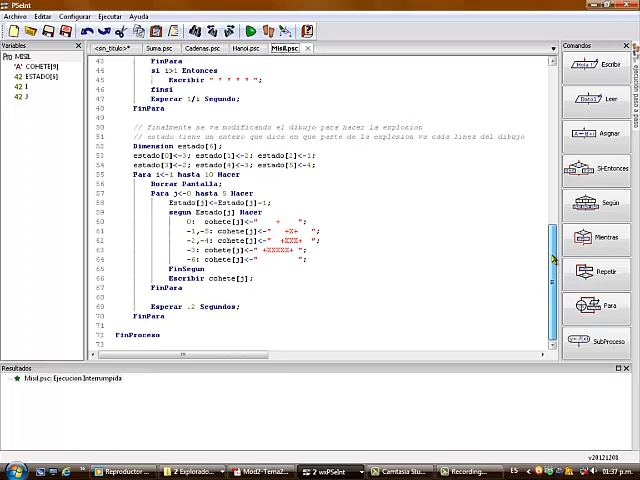 PSeInt
Archivo Editar Configurar Ejecutar Ayuda
Variables
Pro MISIL
"A" COHETE[9]
42 ESTADO[6]
42 I
42 J
<sin_titulo>* Suma.psc Cadenas.psc Hanoi.psc Misil.psc
43 FinPara
44 si i>1 Entonces
45 Escribir " * * * * *";
46 finsi
47 Esperar 1/i Segundo;
48 FinPara
49
50 // finalmente se va modificando el dibujo para hacer la explosion
51 // estado tiene un entero que dice en que parte de la explosion va cada linea del dibujo
52 Dimension estado[6];
53 estado[0]<-3; estado[1]<-2; estado[2]<-1;
54 estado[3]<-2; estado[4]<-3; estado[5]<-4;
55 Para i<-1 hasta 10 Hacer
56 Borrar Pantalla;
57 Para j<-0 hasta 5 Hacer
58 Estado[j]<-Estado[j]-1;
59 segun Estado[j] Hacer
60 0: cohete[j]<-" + ";
61 -1,-5: cohete[j]<-" +X+ ";
62 -2,-4: cohete[j]<-" +XXX+ ";
63 -3: cohete[j]<-" +XXXXX+ ";
64 -6: cohete[j]<-" ";
65 FinSegun
66 Escribir cohete[j];
67 FinPara
68
69 Esperar .2 Segundos;
70 FinPara
71
72 FinProceso
73
Comandos
Escribir
Leer
Asignar
Si-Entonces
Según
Mientras
Repetir
Para
SubProceso
ejecución paso a paso
Resultados
Misil.psc: Ejecucion Interrumpida
v20121208
Reproductor 2 Explorado... Mod2-Tema2 2 wxPSeInt Camtasia Stu... Recording... ES 01:37 p.m.